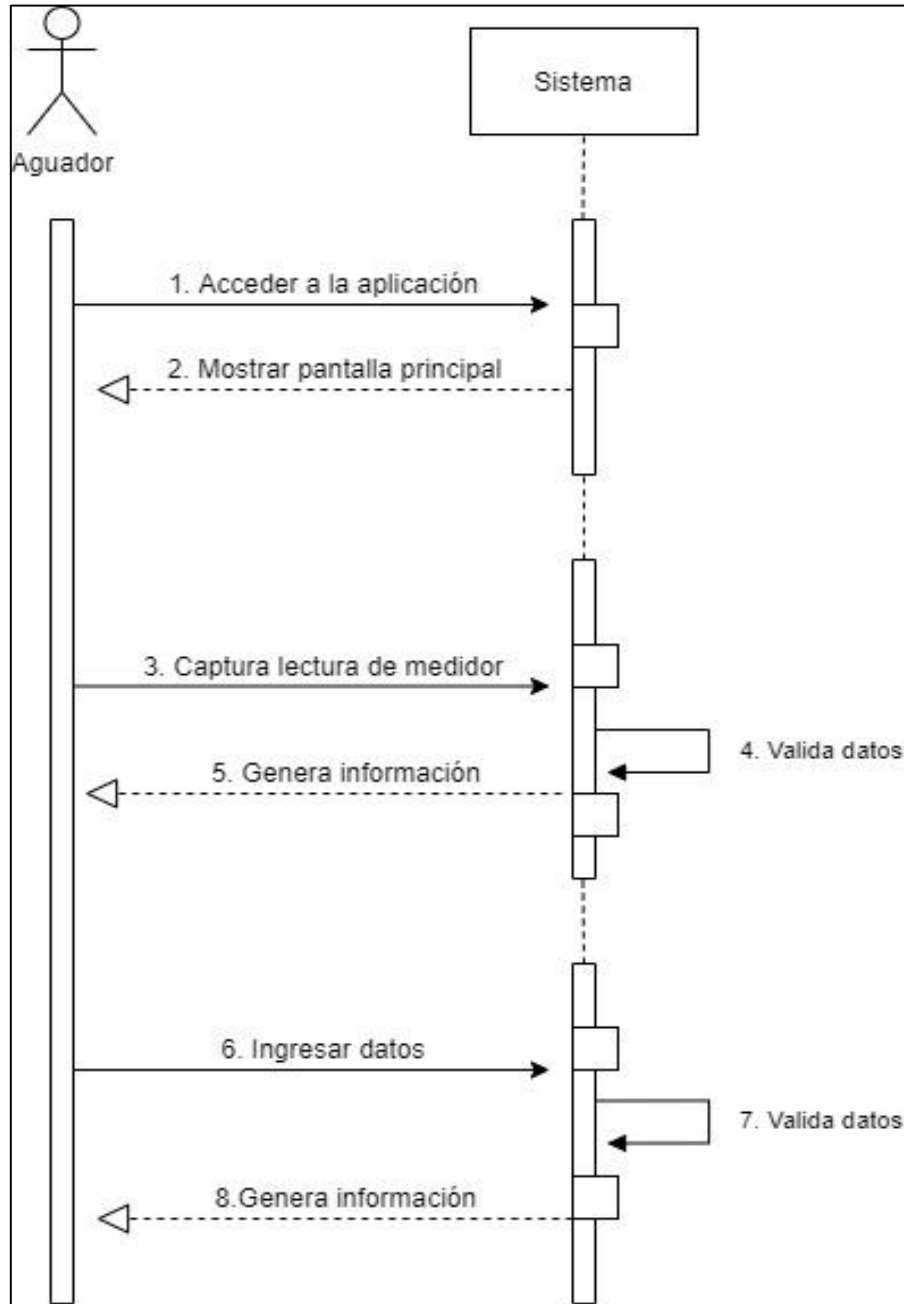 Sistema
Aguador
1. Acceder a la aplicación
2. Mostrar pantalla principal
3. Captura lectura de medidor
4. Valida datos
5. Genera información
6. Ingresar datos
7. Valida datos
8.Genera información